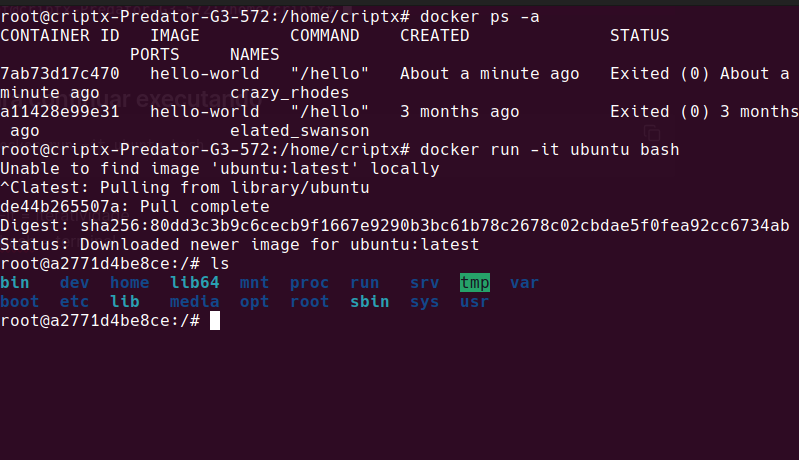 root@criptx-Predator-G3-572:/home/criptx# docker ps -a
CONTAINER ID   IMAGE         COMMAND    CREATED              STATUS
             PORTS     NAMES
7ab73d17c470   hello-world   "/hello"   About a minute ago   Exited (0) About a
minute ago             crazy_rhodes
a11428e99e31   hello-world   "/hello"   3 months ago         Exited (0) 3 months
 ago                   elated_swanson
root@criptx-Predator-G3-572:/home/criptx# docker run -it ubuntu bash
Unable to find image 'ubuntu:latest' locally
^Clatest: Pulling from library/ubuntu
de44b265507a: Pull complete
Digest: sha256:80dd3c3b9c6cecb9f1667e9290b3bc61b78c2678c02cbdae5f0fea92cc6734ab
Status: Downloaded newer image for ubuntu:latest
root@a2771d4be8ce:/# ls
bin   dev  home  lib64  mnt  proc  run   srv  tmp  var
boot  etc  lib   media  opt  root  sbin  sys  usr
root@a2771d4be8ce:/#